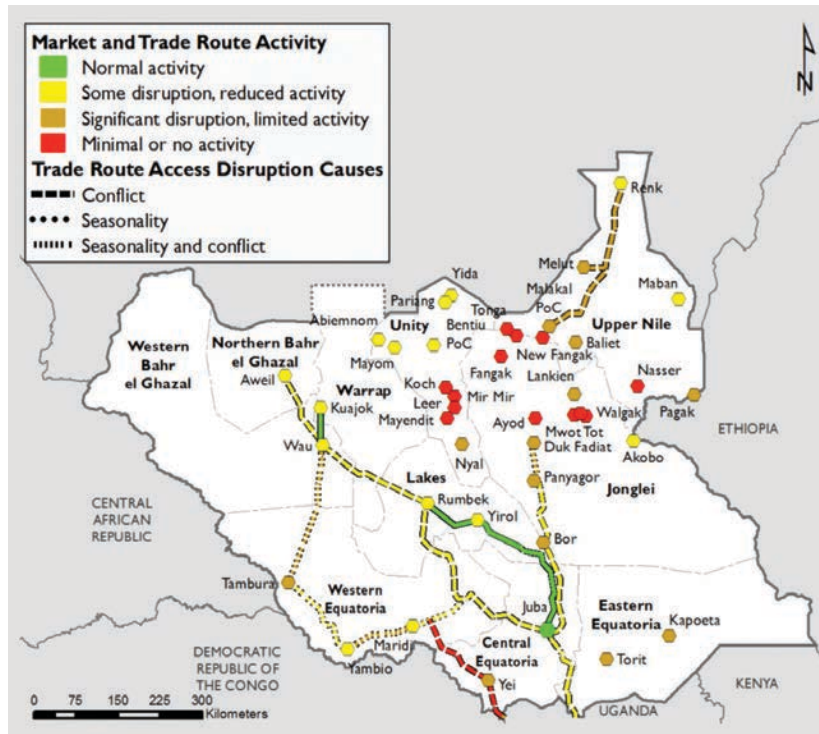 Market and Trade Route Activity
Normal activity
Some disruption, reduced activity
Significant disruption, limited activity
Minimal or no activity
Trade Route Access Disruption Causes
Conflict
Seasonality
Seasonality and conflict
N
Renk
Melut
Malakal
PoC
Maban
Yida
Pariang
Abiemnom
Unity
Bentiu
PoC
Tonga
Upper Nile
Baliet
New Fangak
Mayom
Western
Bahr
el Ghazal
Northern Bahr
el Ghazal
Aweil
Warrap
Fangak
Lankien
Nasser
Koch
Mir Mir
Leer
Kuajok
Mayendit
Ayod
Walgak
Pagak
Mwot Tot
Duk Fadiat
ETHIOPIA
Wau
Nyal
Akobo
Lakes
Panyagor
Jonglei
Rumbek
Yirol
CENTRAL
AFRICAN
REPUBLIC
Bor
Tambura
Western
Equatoria
Juba
Eastern
Equatoria
Kapoeta
Maridi
Central
Equatoria
Torit
DEMOCRATIC
REPUBLIC OF
THE CONGO
Yambio
Yei
KENYA
UGANDA
0 75 150 225 300
Kilometers